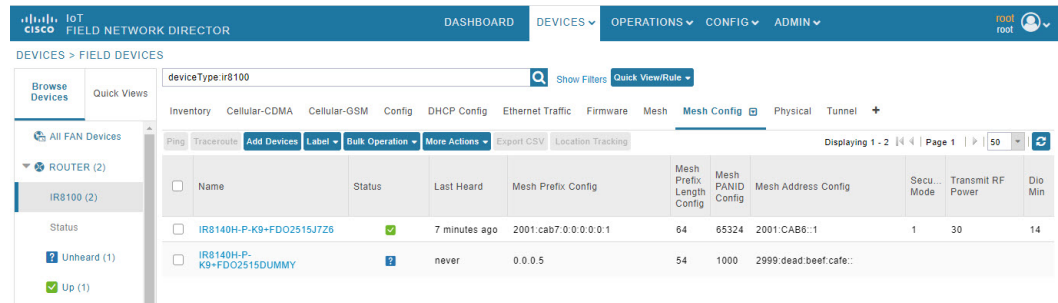 IoT
CISCO FIELD NETWORK DIRECTOR
DASHBOARD DEVICES OPERATIONS CONFIG ADMIN
root
root
DEVICES > FIELD DEVICES
Browse Devices
Quick Views
deviceType:ir8100
Show Filters Quick View/Rule
Inventory Cellular-CDMA Cellular-GSM Config DHCP Config Ethernet Traffic Firmware Mesh Mesh Config Physical Tunnel +
All FAN Devices
Ping Traceroute Add Devices Label Bulk Operation More Actions Export CSV Location Tracking Displaying 1 - 2 Page 1 50
ROUTER (2)
IR8100 (2)
Status
Unheard (1)
Up (1)
Name Status Last Heard Mesh Prefix Config Mesh Prefix Length Config Mesh PANID Config Mesh Address Config Secu... Mode Transmit RF Power Dio Min
IR8140H-P-K9+FDO2515J7Z6 7 minutes ago 2001:cab7:0:0:0:0:0:1 64 65324 2001:CAB6::1 1 30 14
IR8140H-P-
K9+FDO2515DUMMY ? never 0.0.0.5 54 1000 2999:dead:beef:cafe::